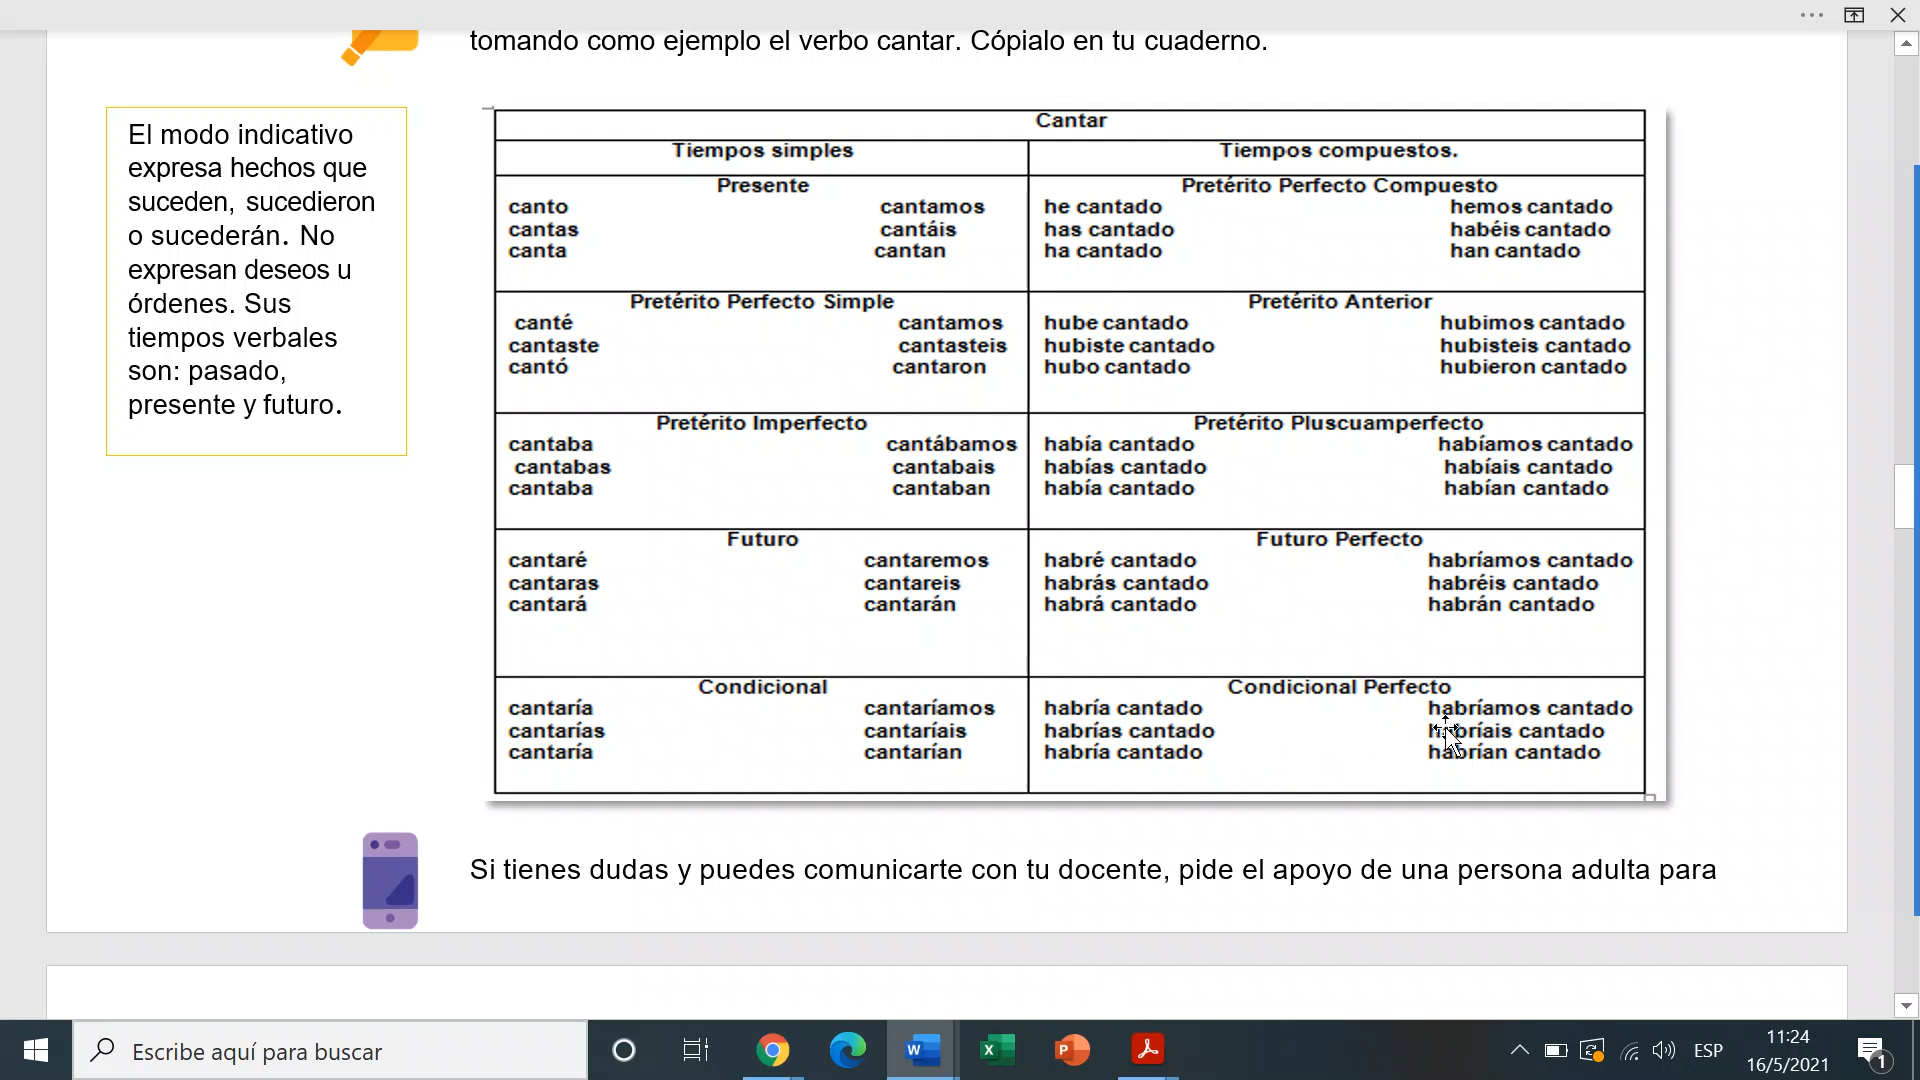 tomando como ejemplo el verbo cantar. Cópialo en tu cuaderno.
El modo indicativo
expresa hechos que
suceden, sucedieron
o sucederán. No
expresan deseos u
órdenes. Sus
tiempos verbales
son: pasado,
presente y futuro.
Cantar
Tiempos simples Tiempos compuestos.
Presente Pretérito Perfecto Compuesto
canto cantamos he cantado hemos cantado
cantas cantáis has cantado habéis cantado
canta cantan ha cantado han cantado
Pretérito Perfecto Simple Pretérito Anterior
canté cantamos hube cantado hubimos cantado
cantaste cantasteis hubiste cantado hubisteis cantado
cantó cantaron hubo cantado hubieron cantado
Pretérito Imperfecto Pretérito Pluscuamperfecto
cantaba cantábamos había cantado habíamos cantado
cantabas cantabais habías cantado habíais cantado
cantaba cantaban había cantado habían cantado
Futuro Futuro Perfecto
cantaré cantaremos habré cantado habríamos cantado
cantaras cantareis habrás cantado habréis cantado
cantará cantarán habrá cantado habrán cantado
Condicional Condicional Perfecto
cantaría cantaríamos habría cantado habríamos cantado
cantarías cantaríais habrías cantado habríais cantado
cantaría cantarían habría cantado habrían cantado
Si tienes dudas y puedes comunicarte con tu docente, pide el apoyo de una persona adulta para
Escribe aquí para buscar
W
X
P
ESP
11:24
16/5/2021
1